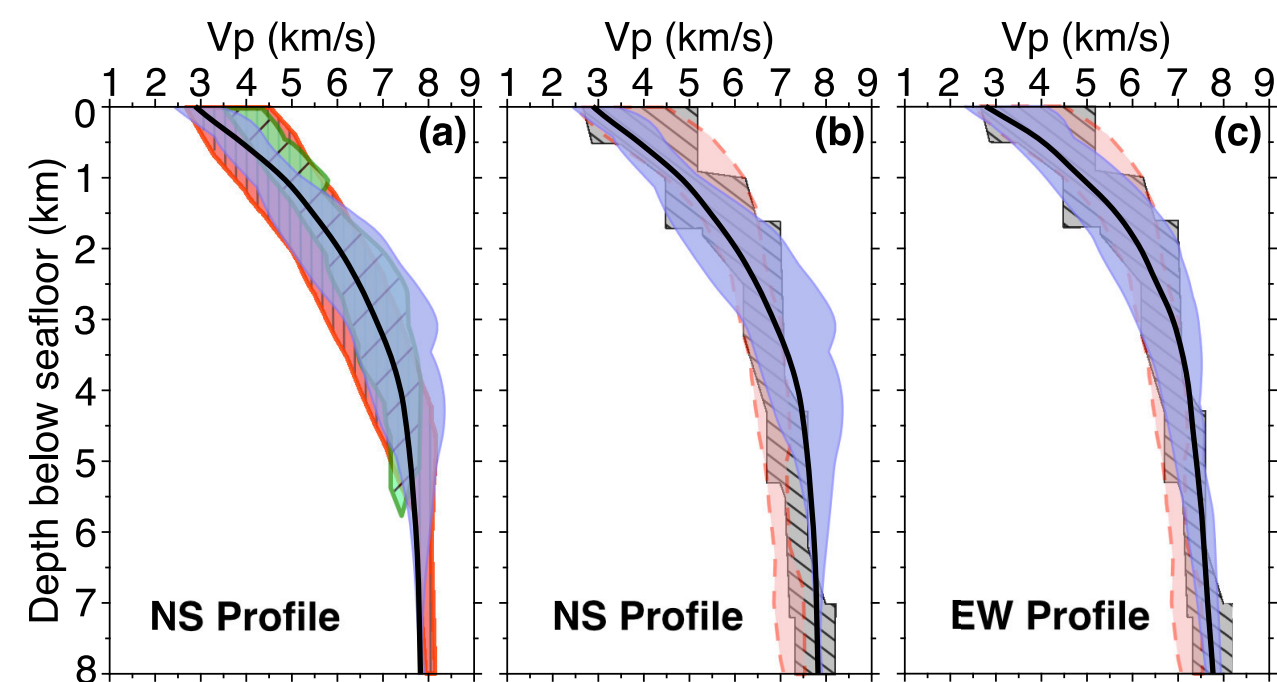 Vp (km/s) Vp (km/s) Vp (km/s)
1 2 3 4 5 6 7 8 9 1 2 3 4 5 6 7 8 9 1 2 3 4 5 6 7 8 9
0
(a) (b) (c)
1
2
3
4
5
6
7
8
Depth below seafloor (km)
NS Profile NS Profile EW Profile